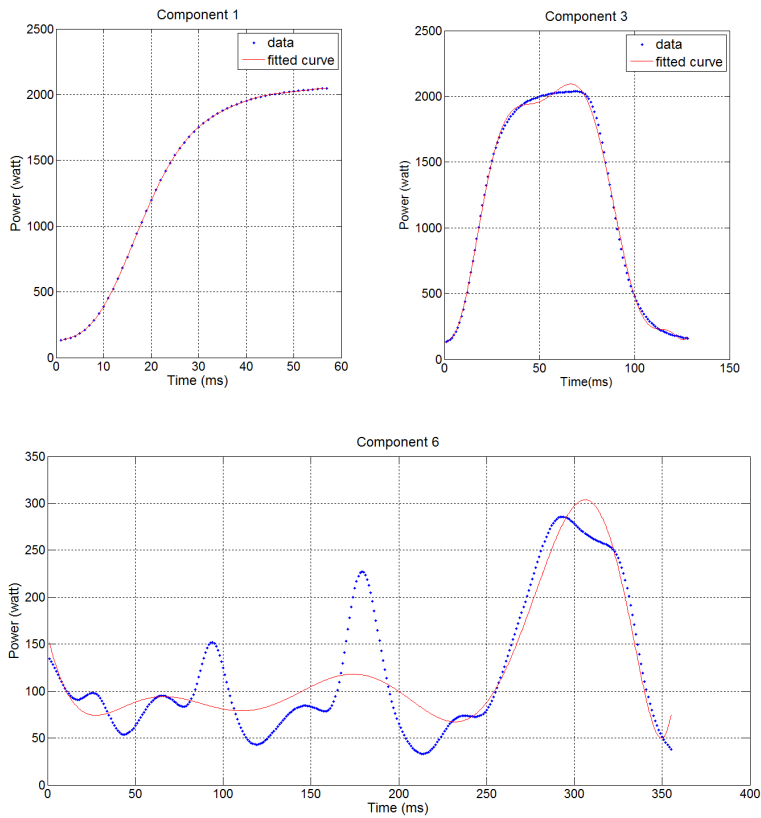 Component 1
2500
2000
1500
1000
500
0
Power (watt)
data
fitted curve
0 10 20 30 40 50 60
Time (ms)
Component 3
2500
2000
1500
1000
500
0
Power (watt)
data
fitted curve
0 50 100 150
Time(ms)
Component 6
350
300
250
200
150
100
50
0
Power (watt)
0 50 100 150 200 250 300 350 400
Time (ms)